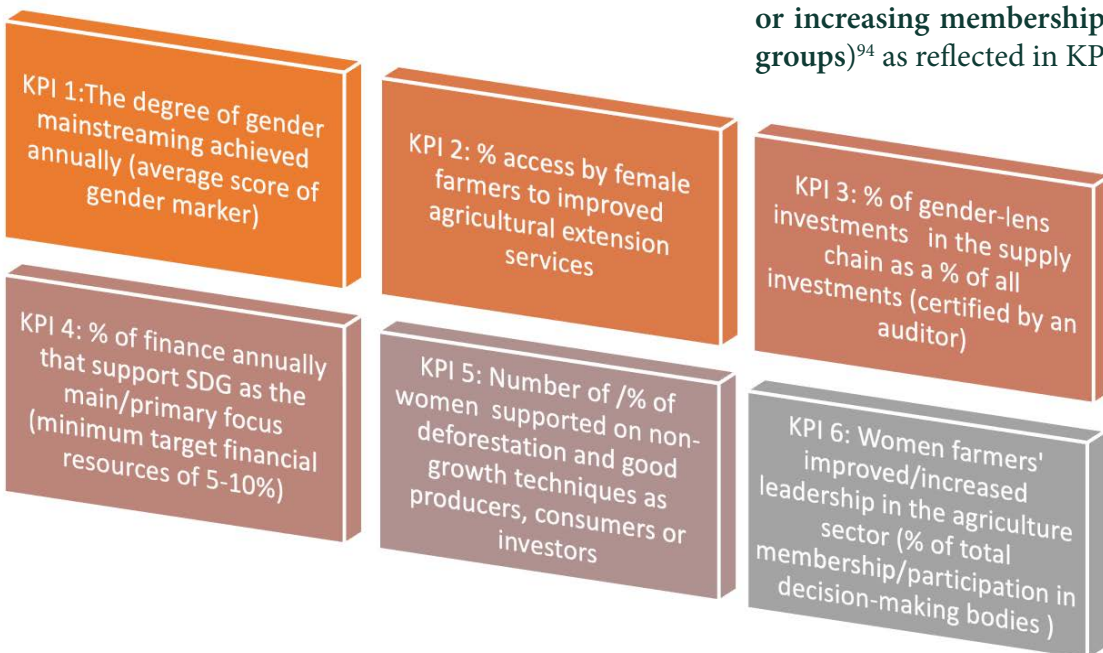 or increasing membership
groups)⁹⁴ as reflected in KP
KPI 1:The degree of gender
mainstreaming achieved
annually (average score of
gender marker)
KPI 2: % access by female
farmers to improved
agricultural extension
services
KPI 3: % of gender-lens
investments in the supply
chain as a % of all
investments (certified by an
auditor)
KPI 4: % of finance annually
that support SDG as the
main/primary focus
(minimum target financial
resources of 5-10%)
KPI 5: Number of /% of
women supported on non-
deforestation and good
growth techniques as
producers, consumers or
investors
KPI 6: Women farmers'
improved/increased
leadership in the agriculture
sector (% of total
membership/participation in
decision-making bodies )